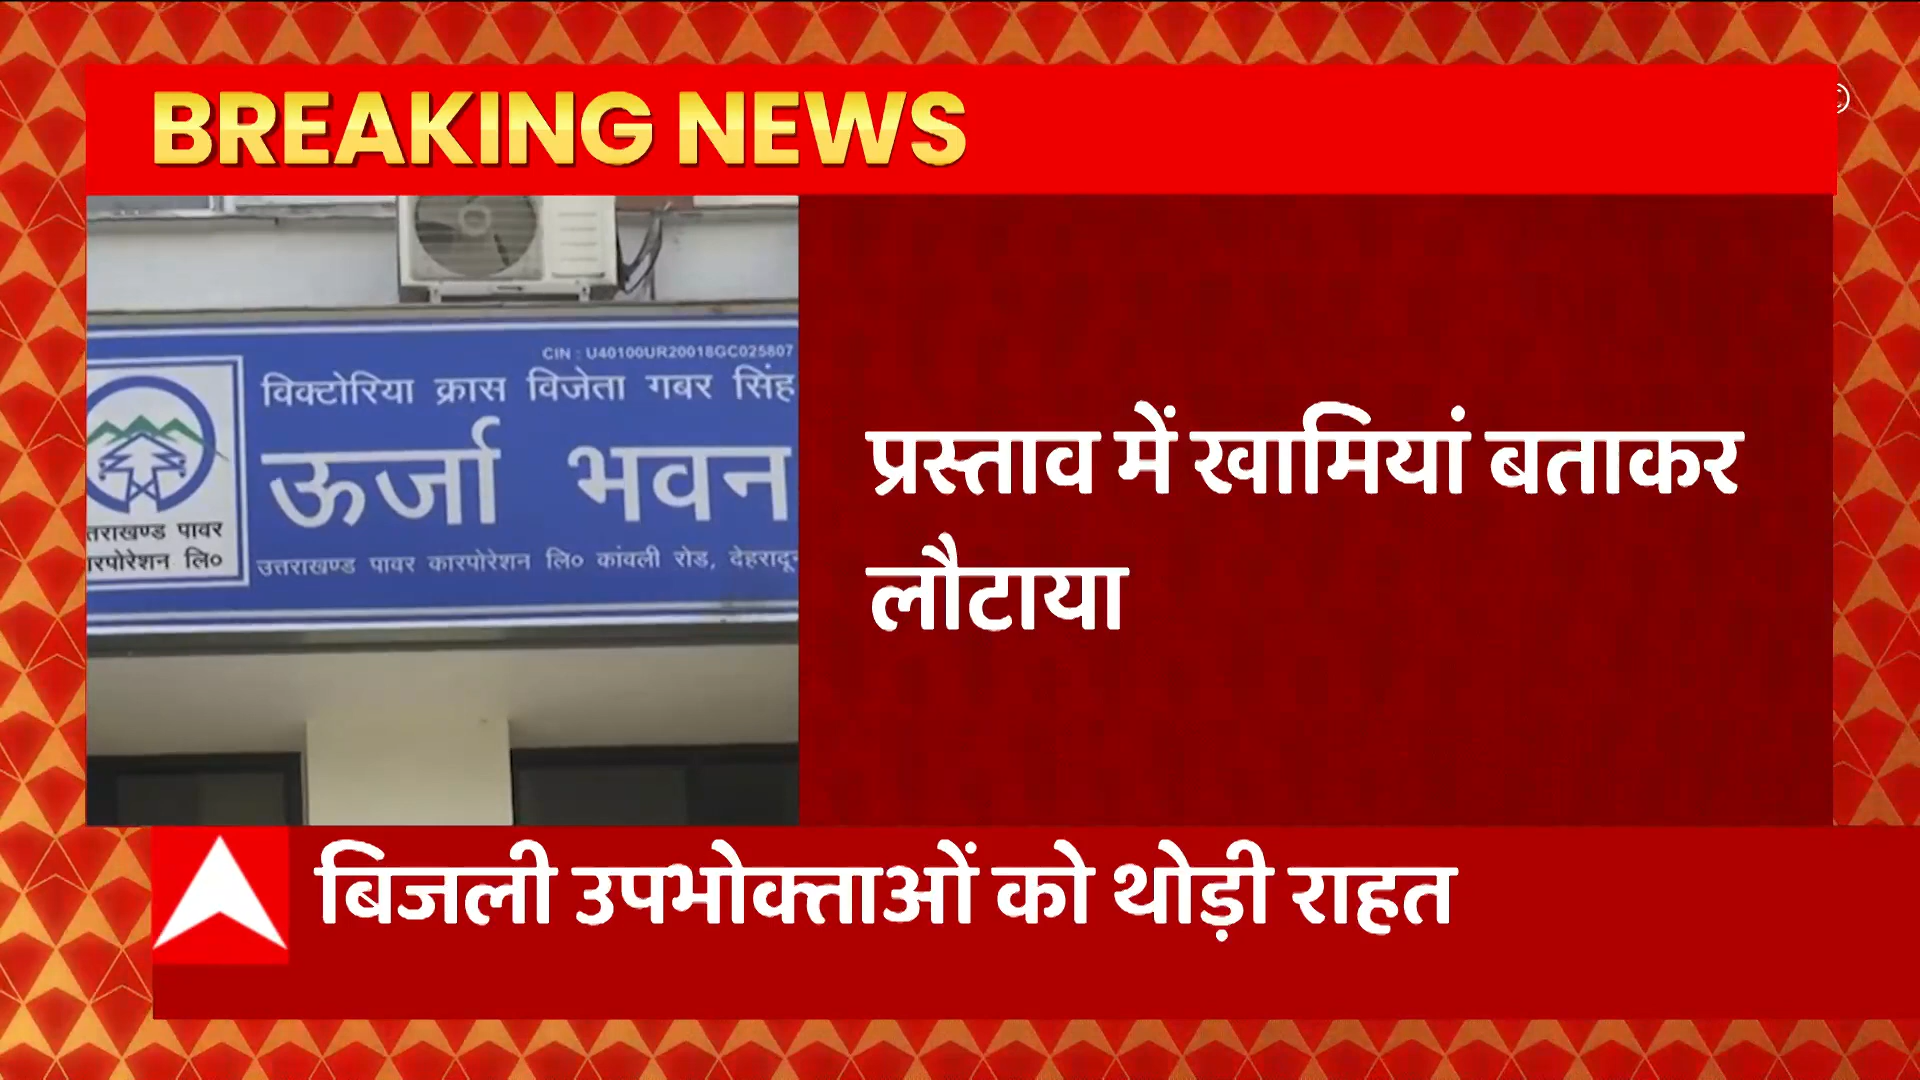 BREAKING NEWS
©
CIN : U40100UR2001SGC025807
विक्टोरिया क्रास विजेता गबर सिंह
ऊर्जा भवन
उत्तराखण्ड पावर कारपोरेशन लि० कांवली रोड, देहरादून
त्तराखण्ड पावर
रपोरेशन लि०
प्रस्ताव में खामियां बताकर
लौटाया
बिजली उपभोक्ताओं को थोड़ी राहत